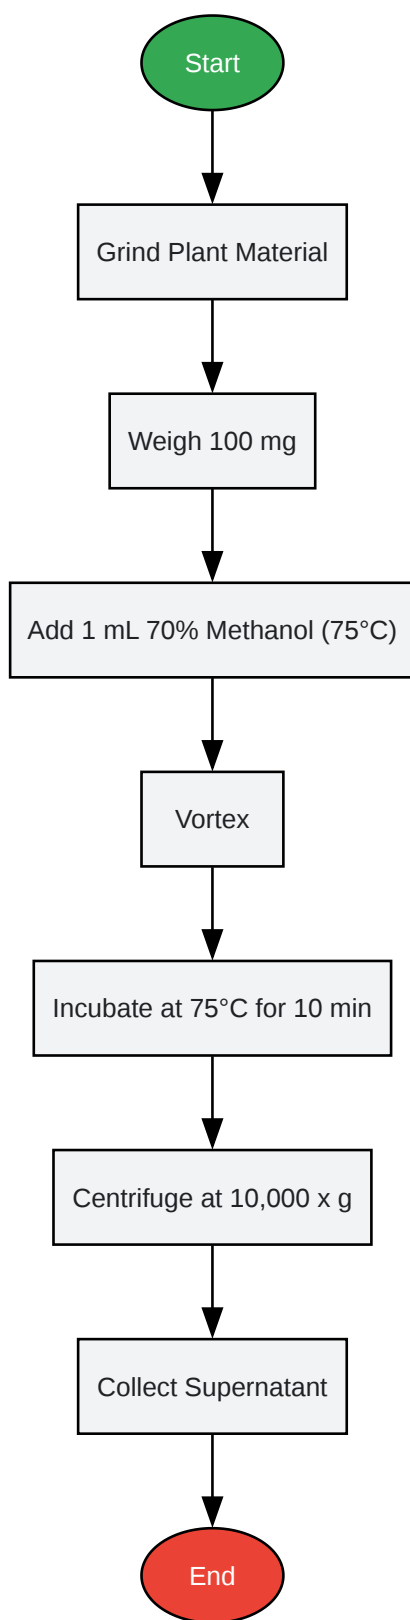 Start
Grind Plant Material
Weigh 100 mg
Add 1 mL 70% Methanol (75°C)
Vortex
Incubate at 75°C for 10 min
Centrifuge at 10,000 x g
Collect Supernatant
End